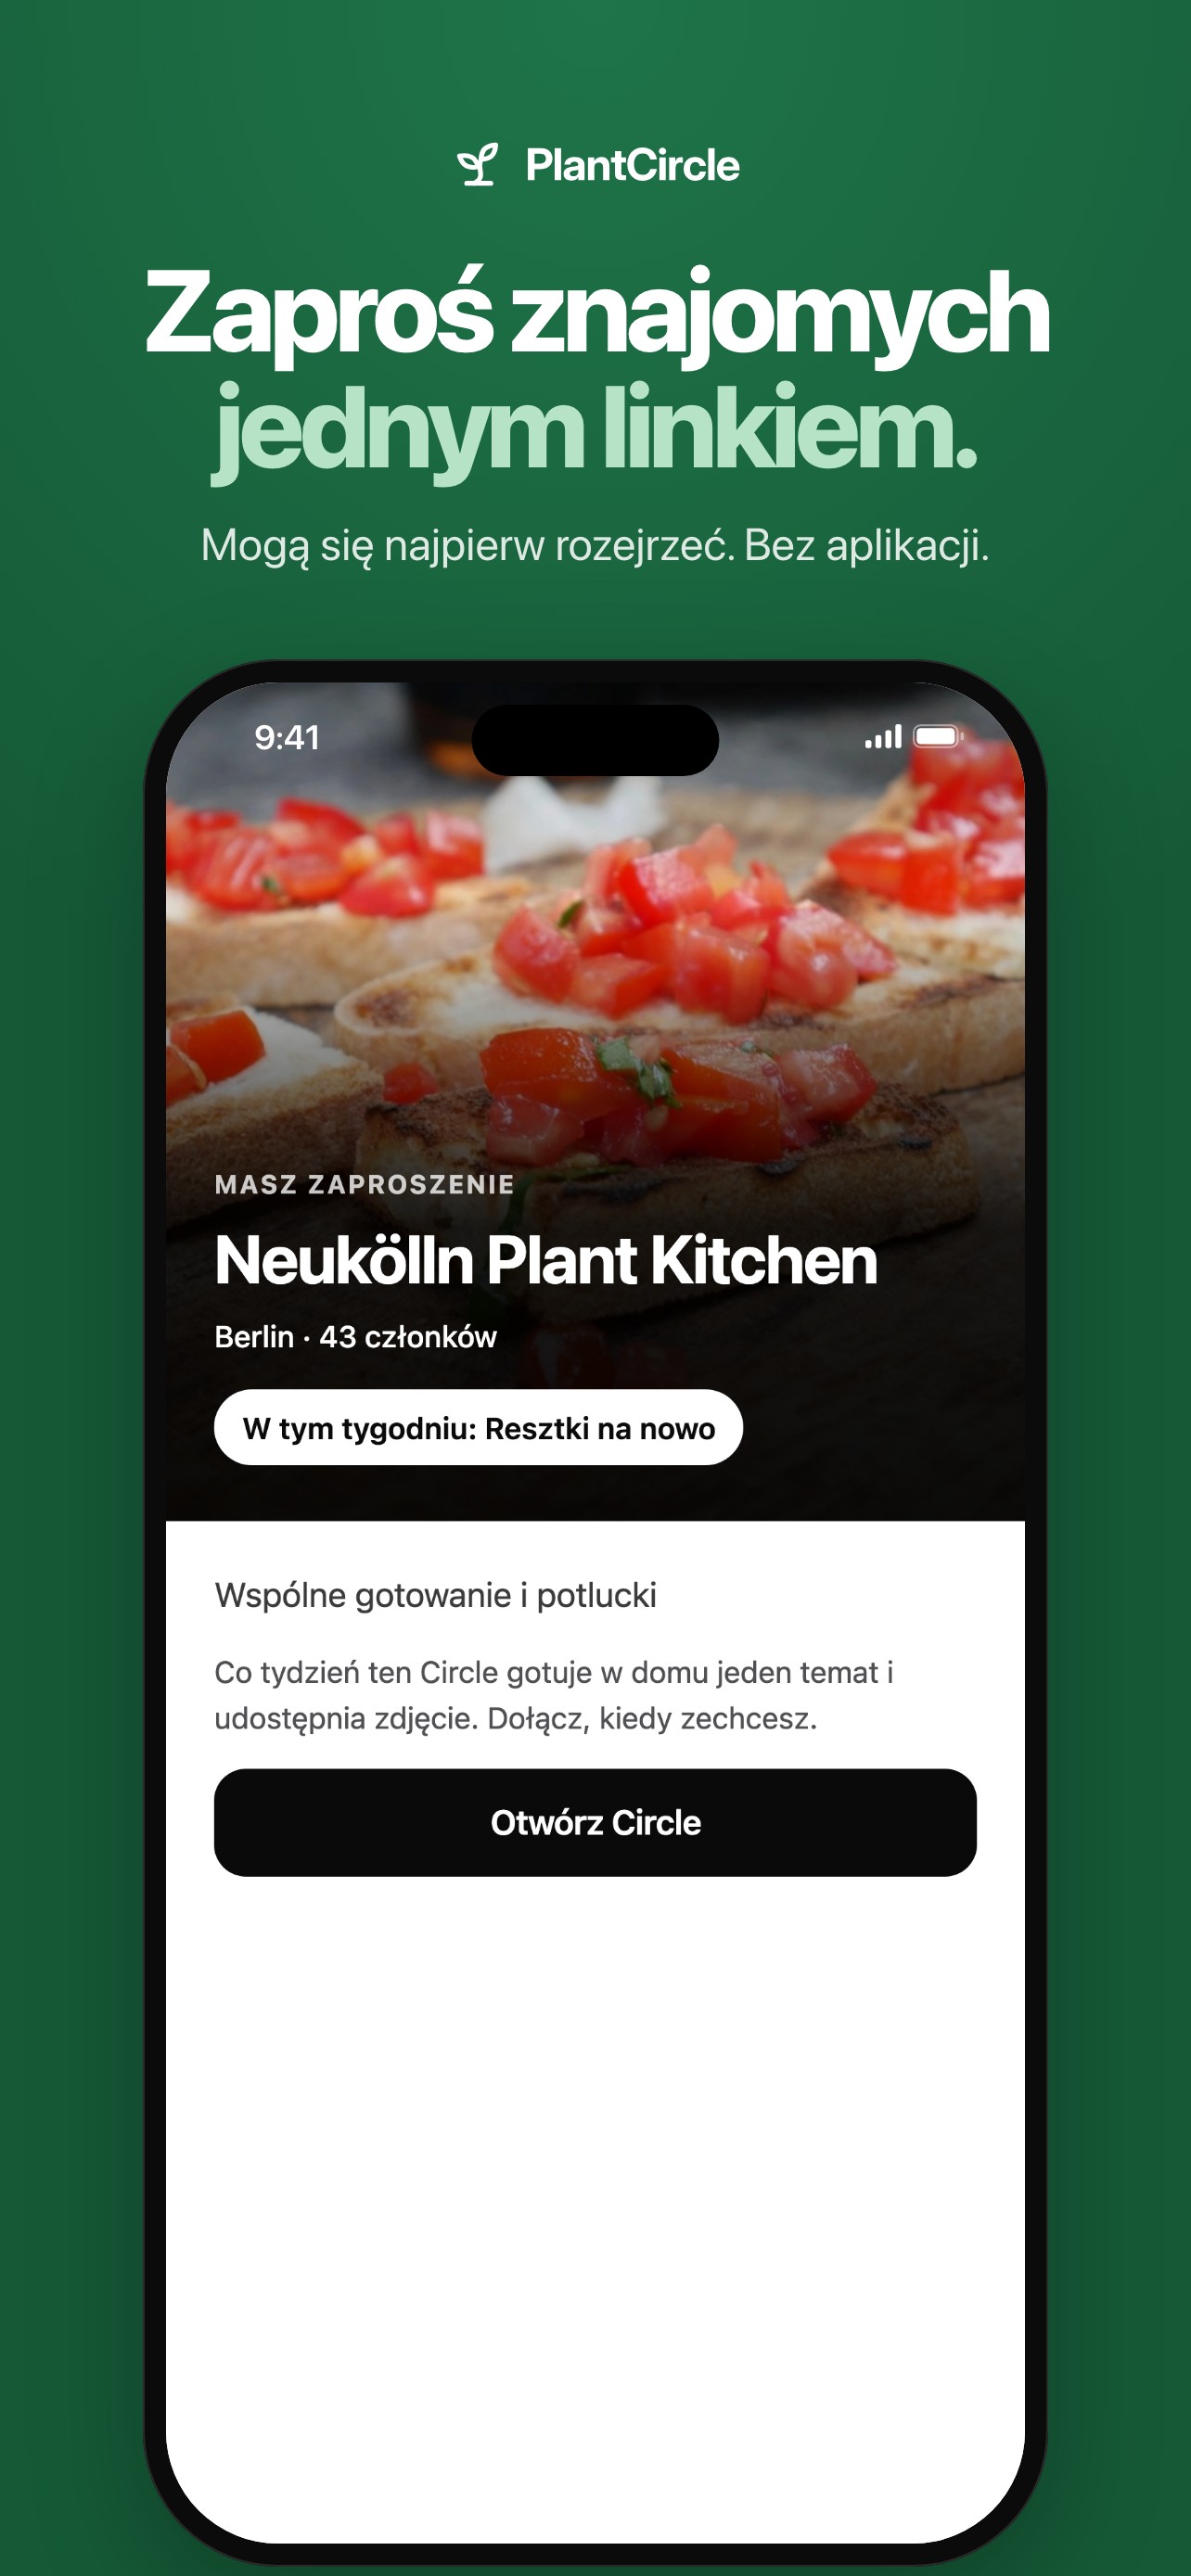 PlantCircle
Zaproś znajomych
jednym linkiem.
Mogą się najpierw rozejrzeć. Bez aplikacji.
9:41
MASZ ZAPROSZENIE
Neukölln Plant Kitchen
Berlin · 43 członków
W tym tygodniu: Resztki na nowo
Wspólne gotowanie i potlucki
Co tydzień ten Circle gotuje w domu jeden temat i
udostępnia zdjęcie. Dołącz, kiedy zechcesz.
Otwórz Circle